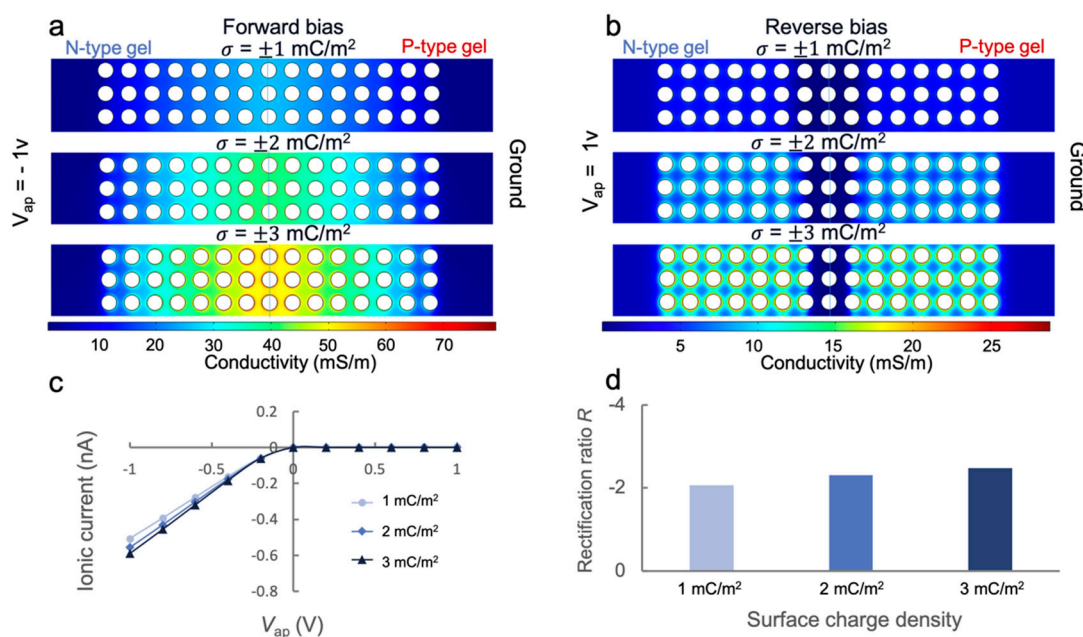 a
Forward bias
N-type gel
σ = ±1 mC/m²
P-type gel
V_ap = - 1v
σ = ±2 mC/m²
Ground
σ = ±3 mC/m²
10 20 30 40 50 60 70
Conductivity (mS/m)
b
Reverse bias
N-type gel
σ = ±1 mC/m²
P-type gel
V_ap = 1v
σ = ±2 mC/m²
Ground
σ = ±3 mC/m²
5 10 15 20 25
Conductivity (mS/m)
c
Ionic current (nA)
0.2
0
-0.2
-0.4
-0.6
-0.8
-1 -0.5 0 0.5 1
1 mC/m²
2 mC/m²
3 mC/m²
V_ap (V)
d
Rectification ratio R
-4
-2
0
1 mC/m² 2 mC/m² 3 mC/m²
Surface charge density